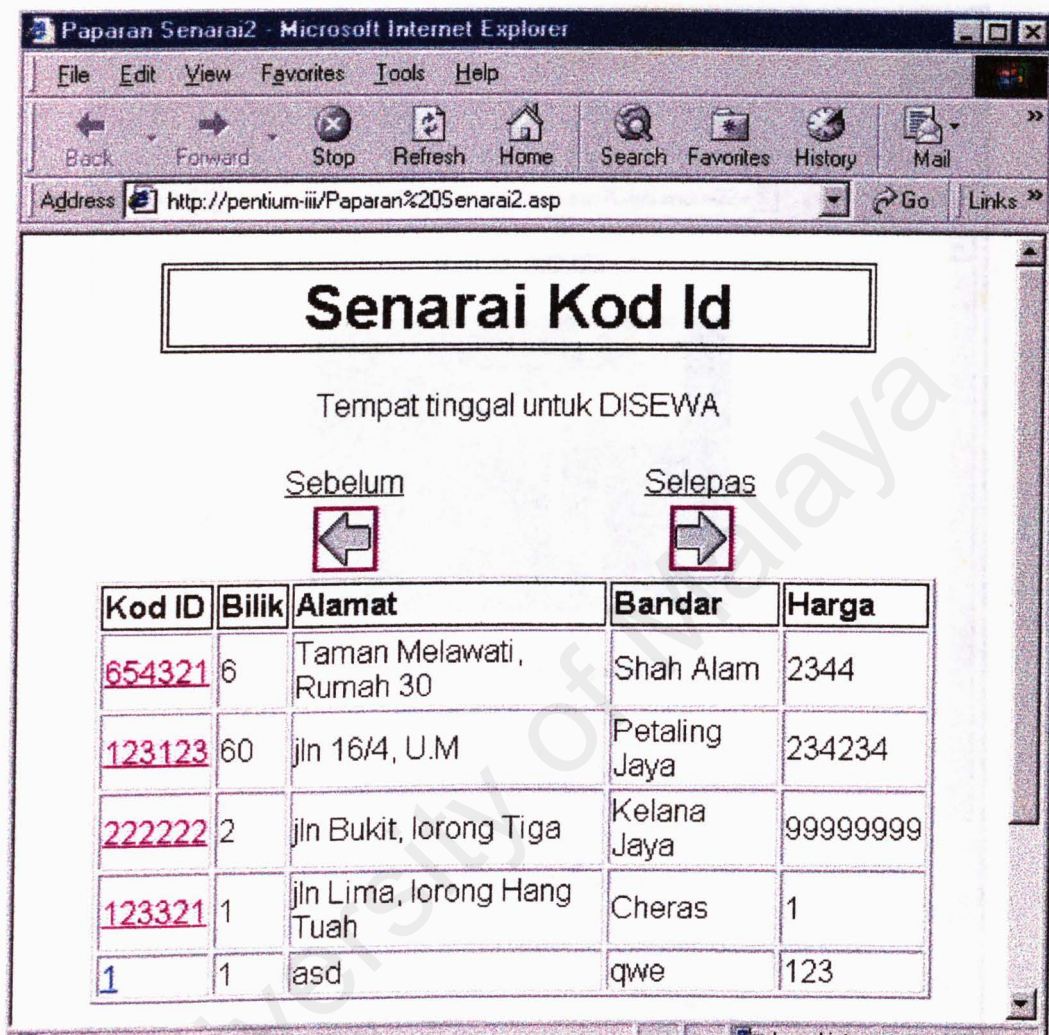 Paparan Senarai2 - Microsoft Internet Explorer
File Edit View Favorites Tools Help
Back Forward Stop Refresh Home Search Favorites History Mail »
Address http://pentium-iii/Paparan%20Senarai2.asp Go Links »
Senarai Kod Id
Tempat tinggal untuk DISEWA
Sebelum Selepas
Kod ID Bilik Alamat Bandar Harga
654321 6 Taman Melawati, Rumah 30 Shah Alam 2344
123123 60 jln 16/4, U.M Petaling Jaya 234234
222222 2 jln Bukit, lorong Tiga Kelana Jaya 99999999
123321 1 jln Lima, lorong Hang Tuah Cheras 1
1 1 asd qwe 123
University of Malaya